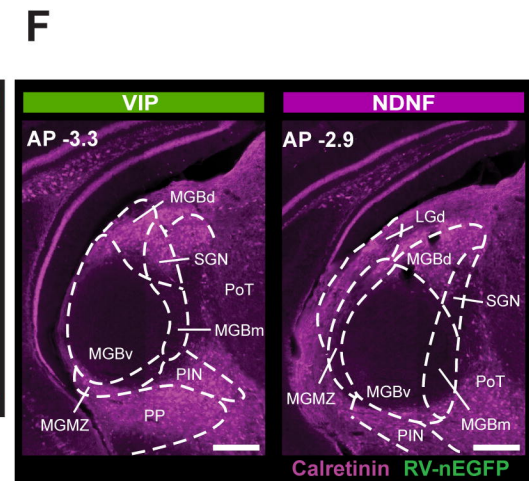 F
VIP
AP -3.3
MGBd
SGN
PoT
MGBm
MGBv
PIN
MGMZ
PP
NDNF
AP -2.9
LGd
MGBd
SGN
PoT
MGBv
MGMZ
MGBm
PIN
Calretinin RV-nEGFP